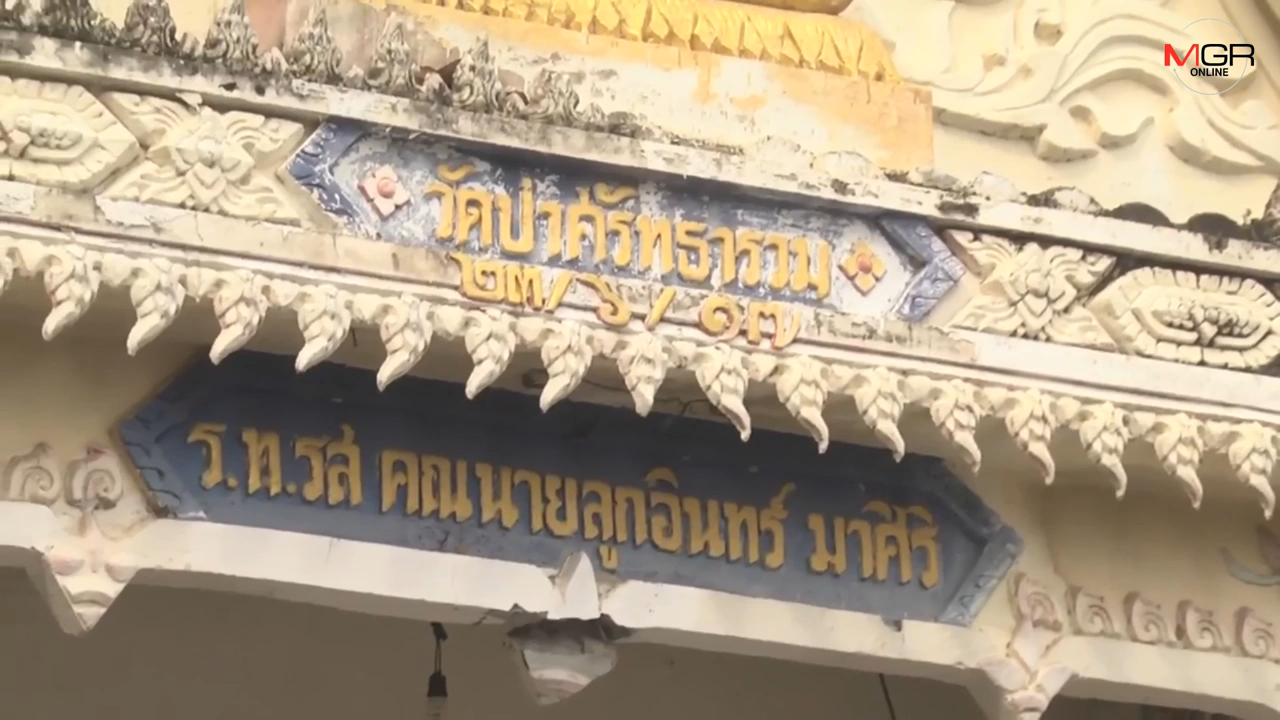 MGR
ONLINE
วัดป่าศรัทธารวม
๒๓/๖/๑๗
ร.ท.รส คณนายลูกอินทร์ มาศิริ